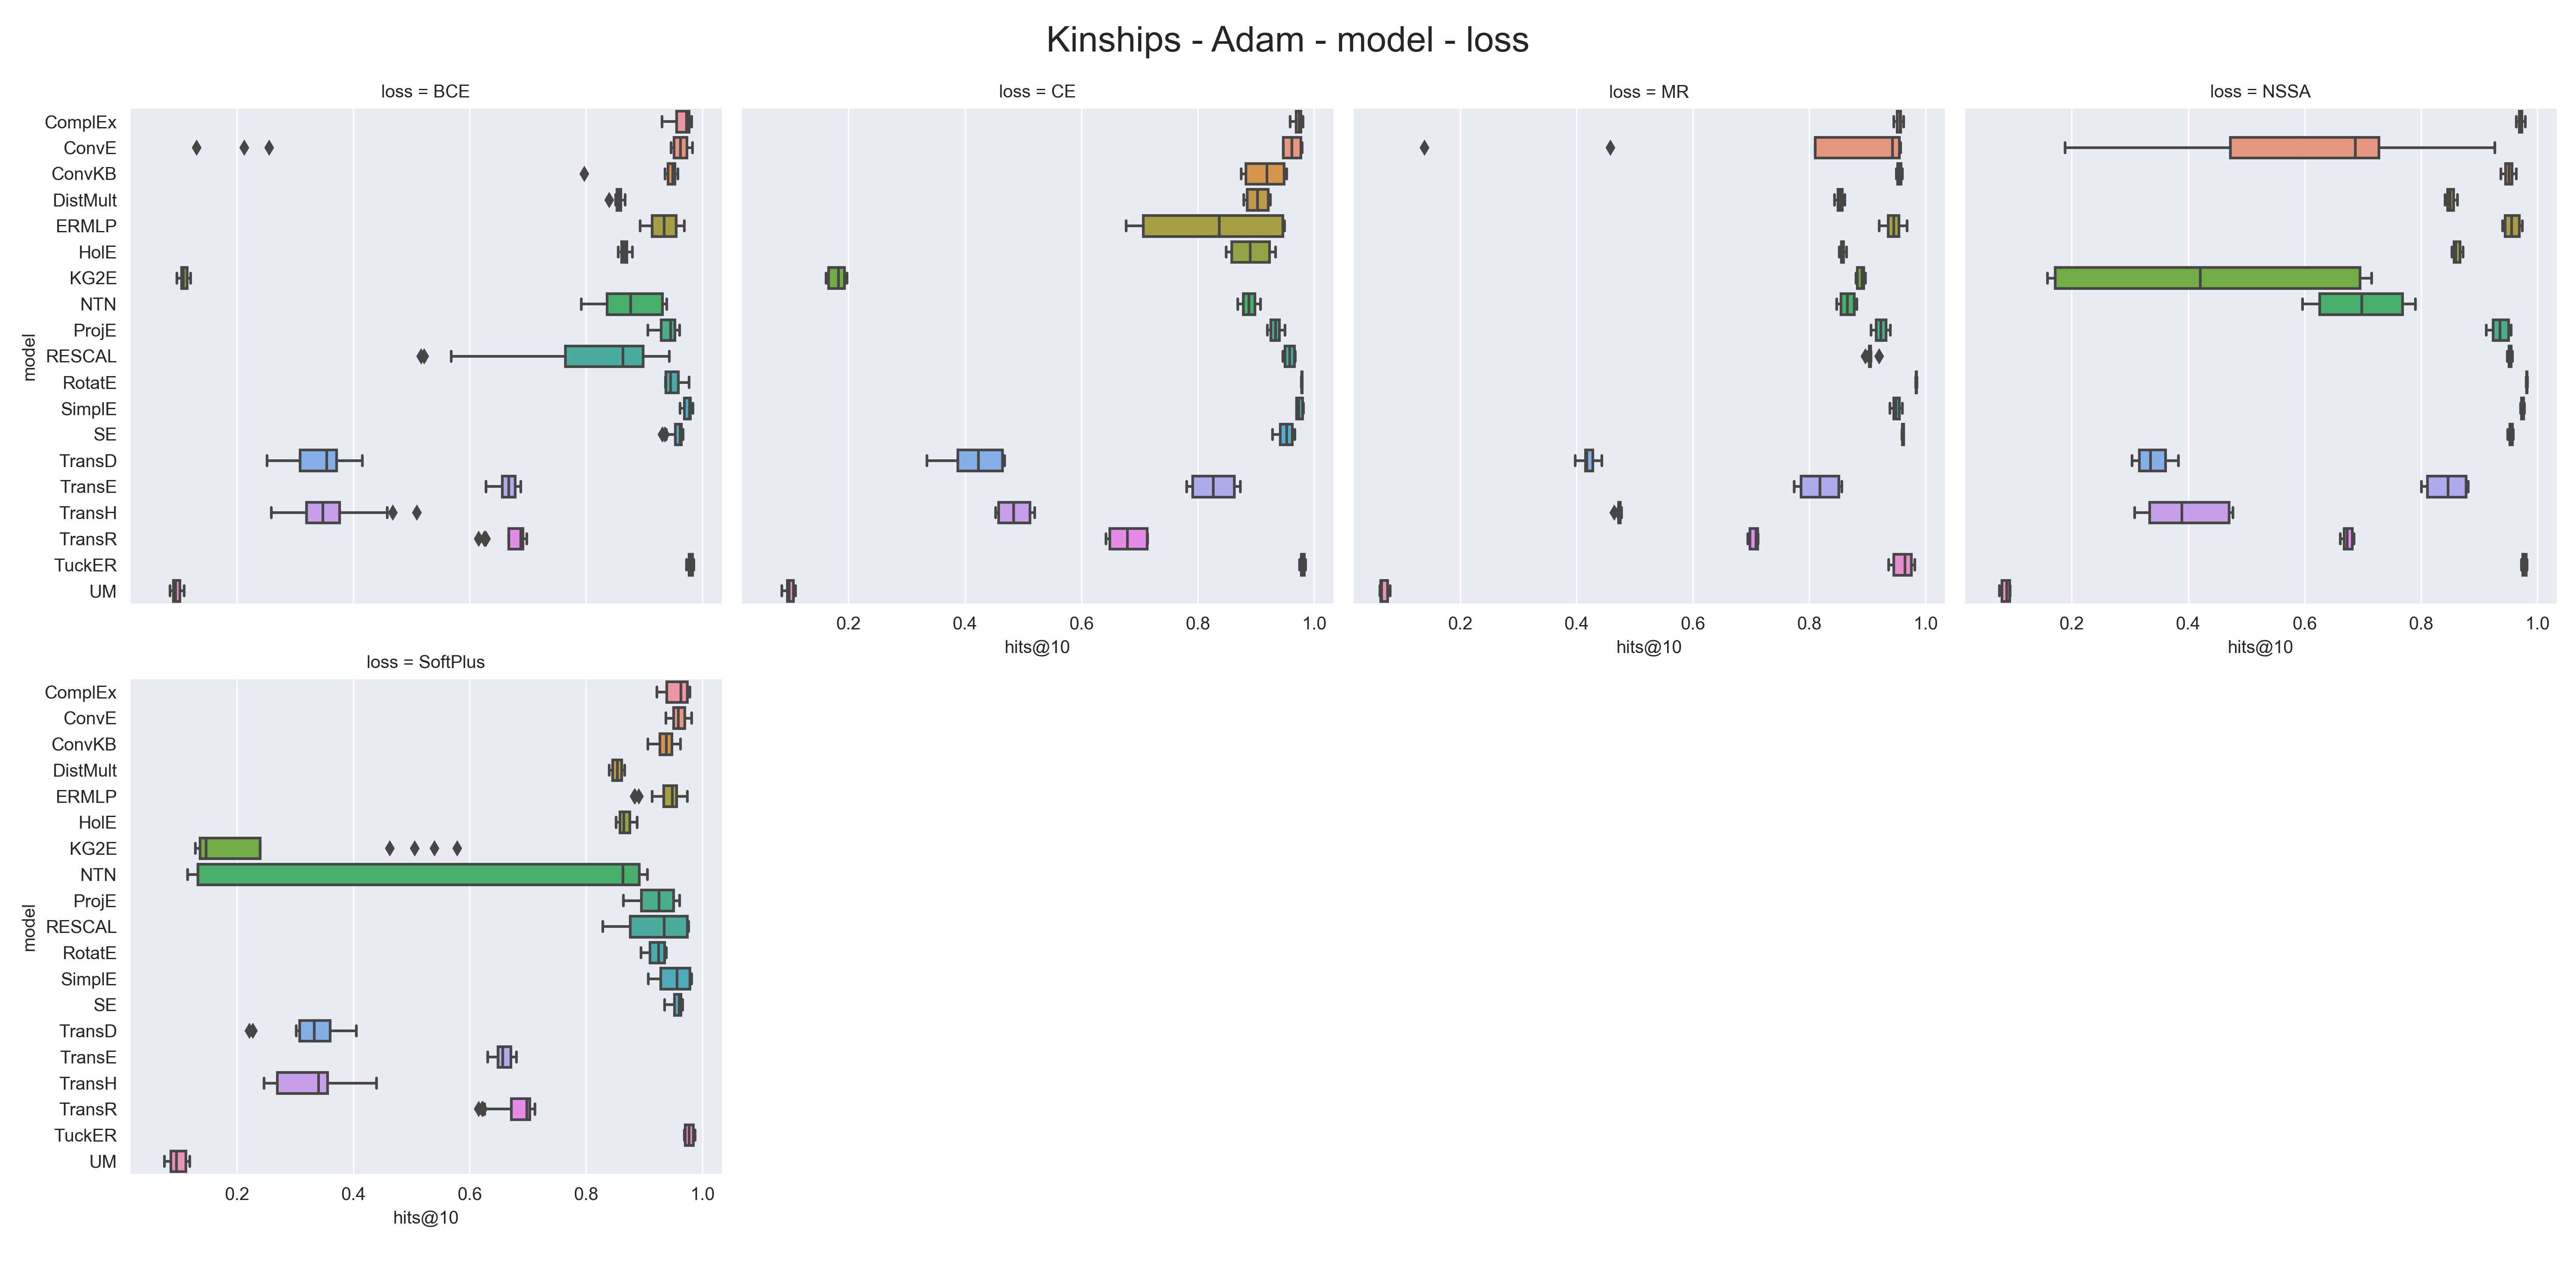 Kinships - Adam - model - loss
loss = BCE
loss = CE
loss = MR
loss = NSSA
model
ComplEx
ConvE
ConvKB
DistMult
ERMLP
HolE
KG2E
NTN
ProjE
RESCAL
RotatE
SimplE
SE
TransD
TransE
TransH
TransR
TuckER
UM
0.2 0.4 0.6 0.8 1.0
hits@10
0.2 0.4 0.6 0.8 1.0
hits@10
0.2 0.4 0.6 0.8 1.0
hits@10
loss = SoftPlus
model
ComplEx
ConvE
ConvKB
DistMult
ERMLP
HolE
KG2E
NTN
ProjE
RESCAL
RotatE
SimplE
SE
TransD
TransE
TransH
TransR
TuckER
UM
0.2 0.4 0.6 0.8 1.0
hits@10